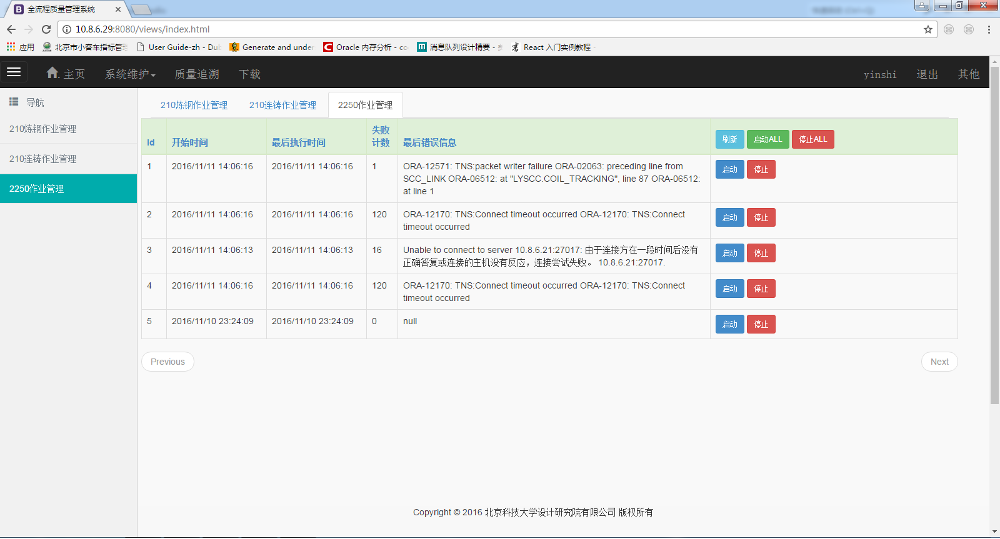 全流程质量管理系统
10.8.6.29:8080/views/index.html
应用 北京市小客车指标管理 User Guide-zh - Dub Generate and under Oracle 内存分析 - co 消息队列设计精要 - React 入门实例教程 -
主页 系统维护 质量追溯 下载 yinshi 退出 其他
导航
210炼钢作业管理
210连铸作业管理
2250作业管理
210炼钢作业管理 210连铸作业管理 2250作业管理
Id 开始时间 最后执行时间 失败计数 最后错误信息 刷新 启动ALL 停止ALL
1 2016/11/11 14:06:16 2016/11/11 14:06:16 1 ORA-12571: TNS:packet writer failure ORA-02063: preceding line from
SCC_LINK ORA-06512: at "LYSCC.COIL_TRACKING", line 87 ORA-06512:
at line 1
启动 停止
2 2016/11/11 14:06:16 2016/11/11 14:06:16 120 ORA-12170: TNS:Connect timeout occurred ORA-12170: TNS:Connect
timeout occurred
启动 停止
3 2016/11/11 14:06:13 2016/11/11 14:06:13 16 Unable to connect to server 10.8.6.21:27017: 由于连接方在一段时间后没有
正确答复或连接的主机没有反应，连接尝试失败。 10.8.6.21:27017.
启动 停止
4 2016/11/11 14:06:16 2016/11/11 14:06:16 120 ORA-12170: TNS:Connect timeout occurred ORA-12170: TNS:Connect
timeout occurred
启动 停止
5 2016/11/10 23:24:09 2016/11/10 23:24:09 0 null 启动 停止
Previous Next
Copyright © 2016 北京科技大学设计研究院有限公司 版权所有